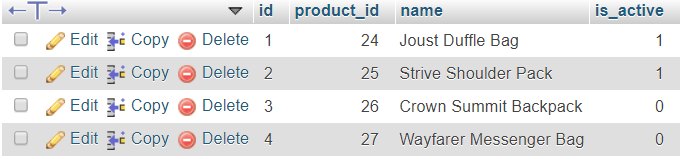 id product_id name is_active
Edit Copy Delete 1 24 Joust Duffle Bag 1
Edit Copy Delete 2 25 Strive Shoulder Pack 1
Edit Copy Delete 3 26 Crown Summit Backpack 0
Edit Copy Delete 4 27 Wayfarer Messenger Bag 0